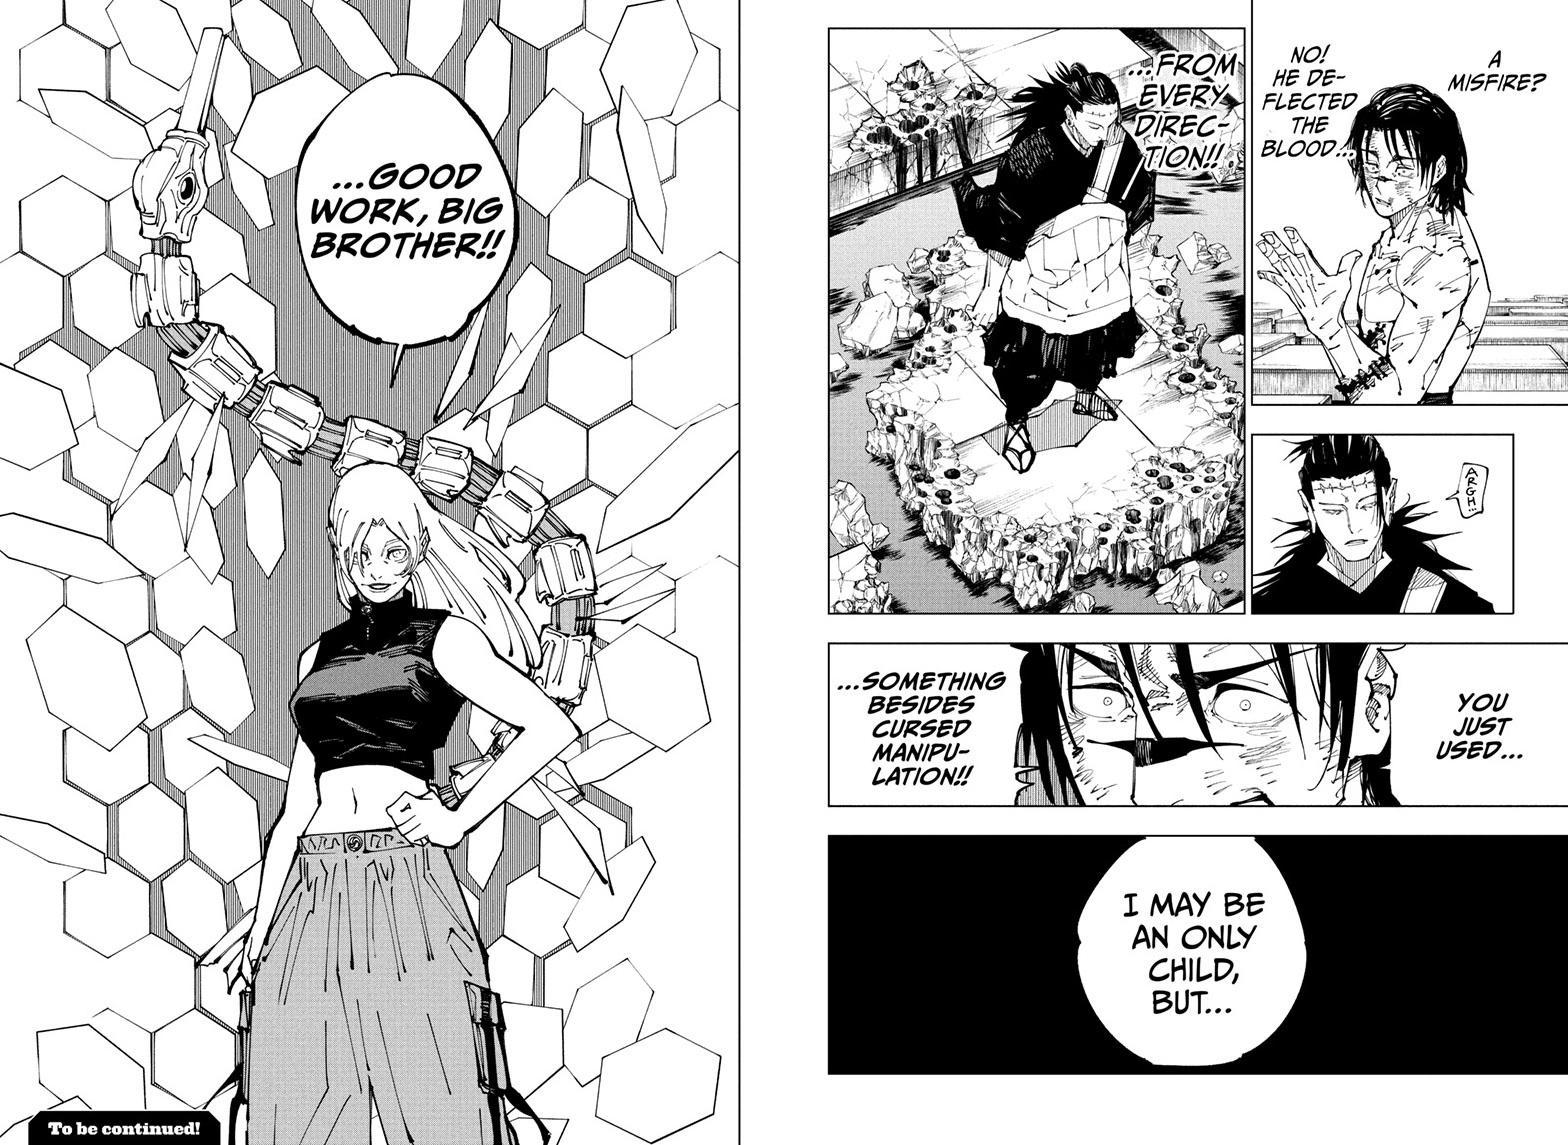 A
MISFIRE?
NO!
HE DE-
FLECTED
THE
BLOOD...
...FROM
EVERY
DIREC-
TION!!
ARGH...
YOU
JUST
USED...
...SOMETHING
BESIDES
CURSED
MANIPU-
LATION!!
I MAY BE
AN ONLY
CHILD,
BUT...
...GOOD
WORK, BIG
BROTHER!!
To be continued!